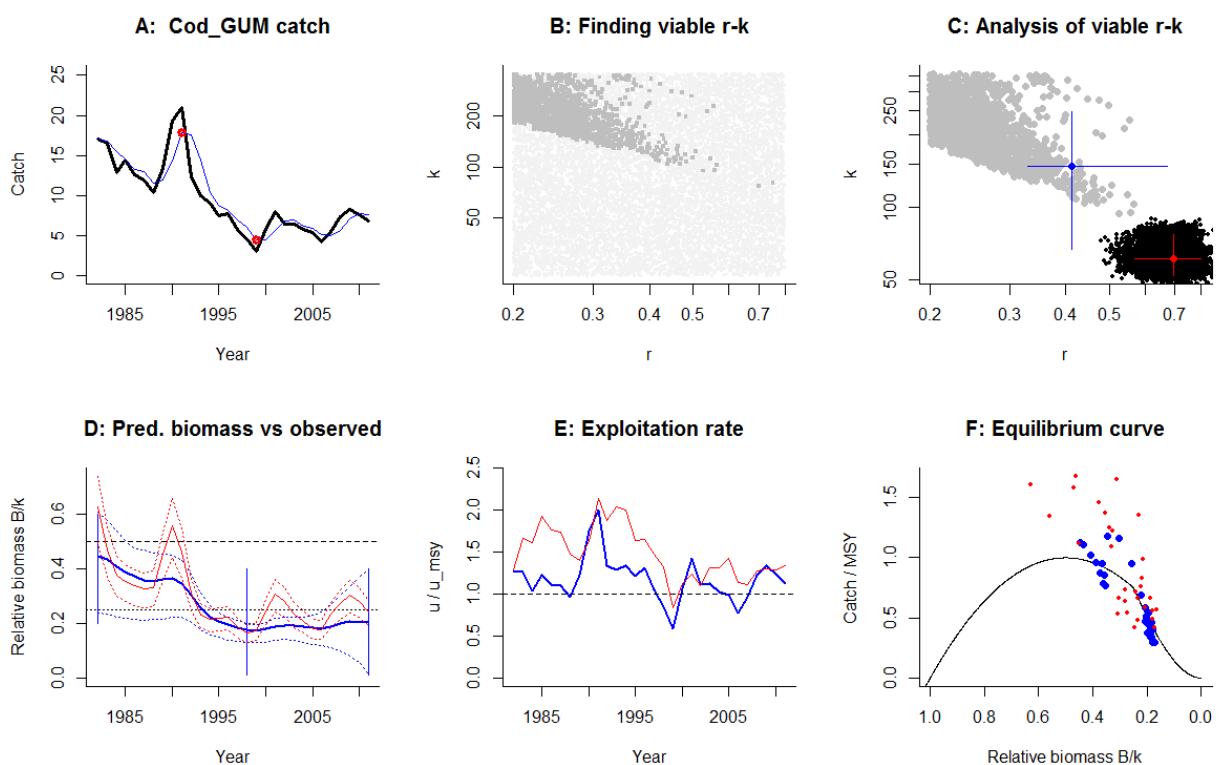 A:  Cod_GUM catch
Catch
25
20
15
10
5
0
1985
1995
2005
Year
B: Finding viable r-k
k
200
100
50
0.2
0.3
0.4
0.5
0.7
r
C: Analysis of viable r-k
k
250
150
100
50
0.2
0.3
0.4
0.5
0.7
r
D: Pred. biomass vs observed
Relative biomass B/k
0.6
0.4
0.2
0.0
1985
1995
2005
Year
E: Exploitation rate
u / u_msy
2.5
2.0
1.5
1.0
0.5
0.0
1985
1995
2005
Year
F: Equilibrium curve
Catch / MSY
1.5
1.0
0.5
0.0
1.0
0.8
0.6
0.4
0.2
0.0
Relative biomass B/k